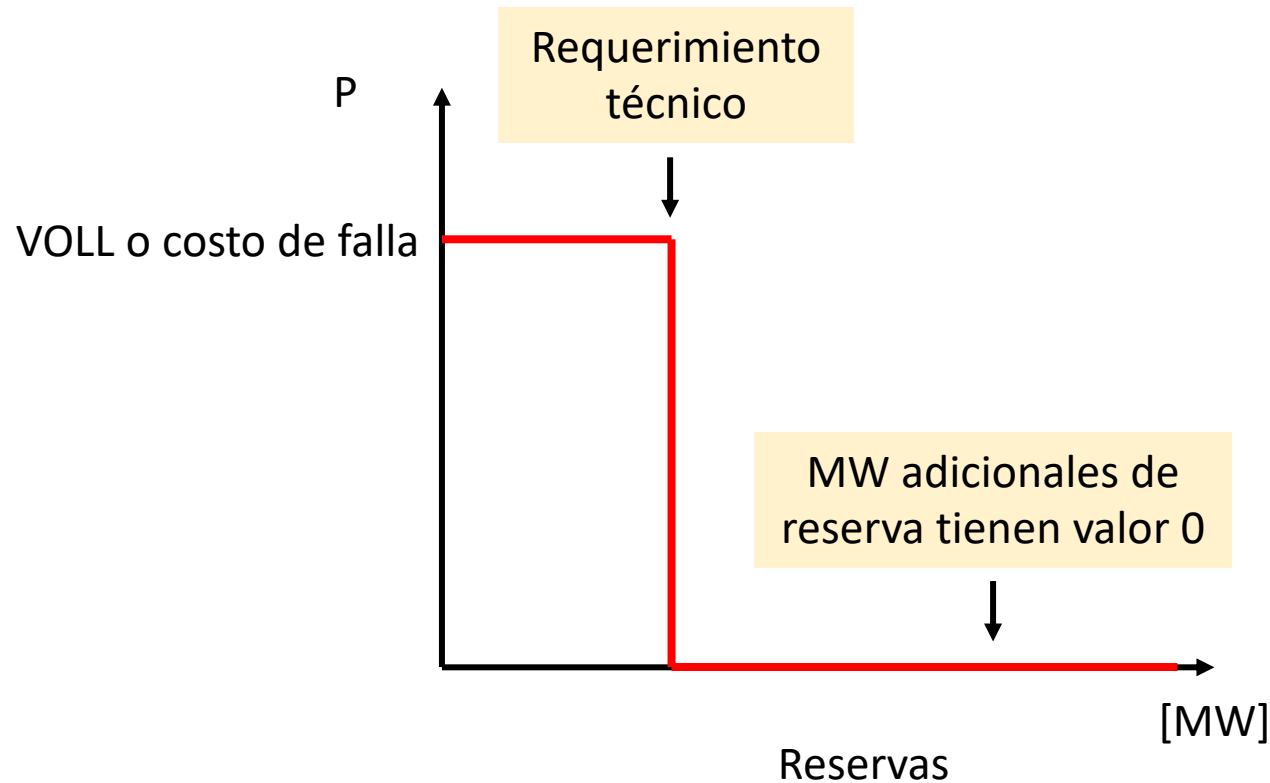 Requerimiento
técnico
P
VOLL o costo de falla
MW adicionales de
reserva tienen valor 0
[MW]
Reservas